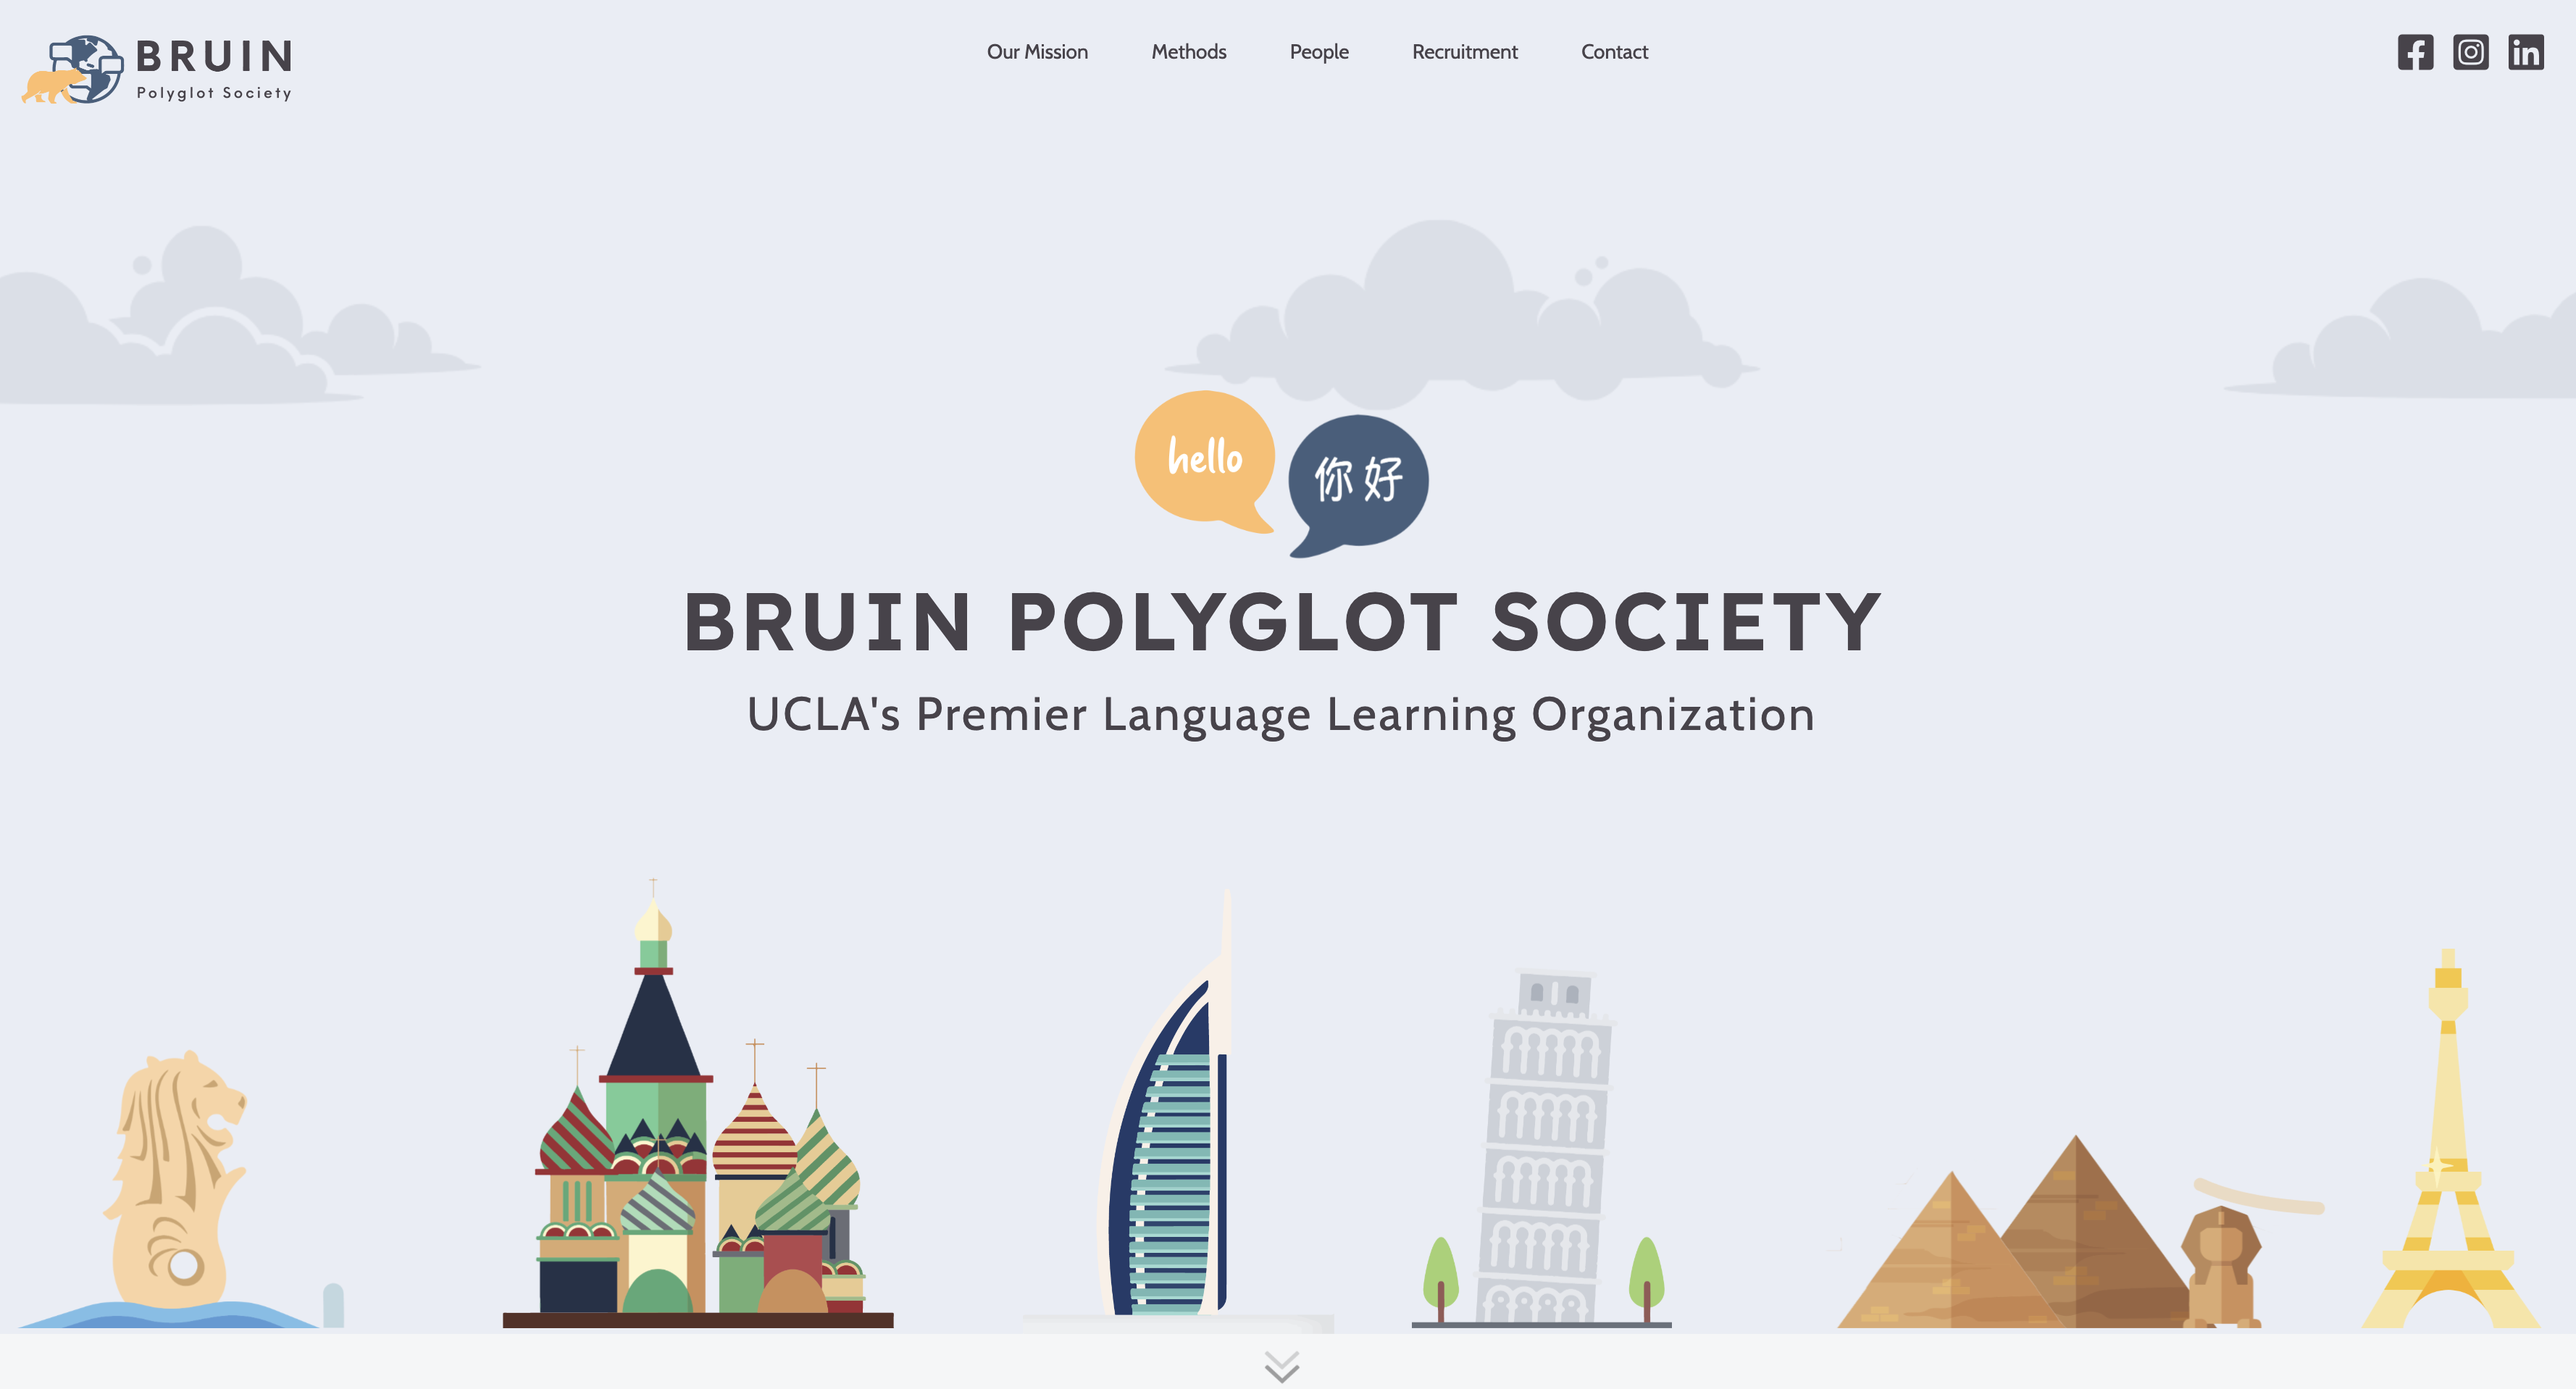 BRUIN
Polyglot Society
Our Mission Methods People Recruitment Contact
hello
你好
BRUIN POLYGLOT SOCIETY
UCLA's Premier Language Learning Organization